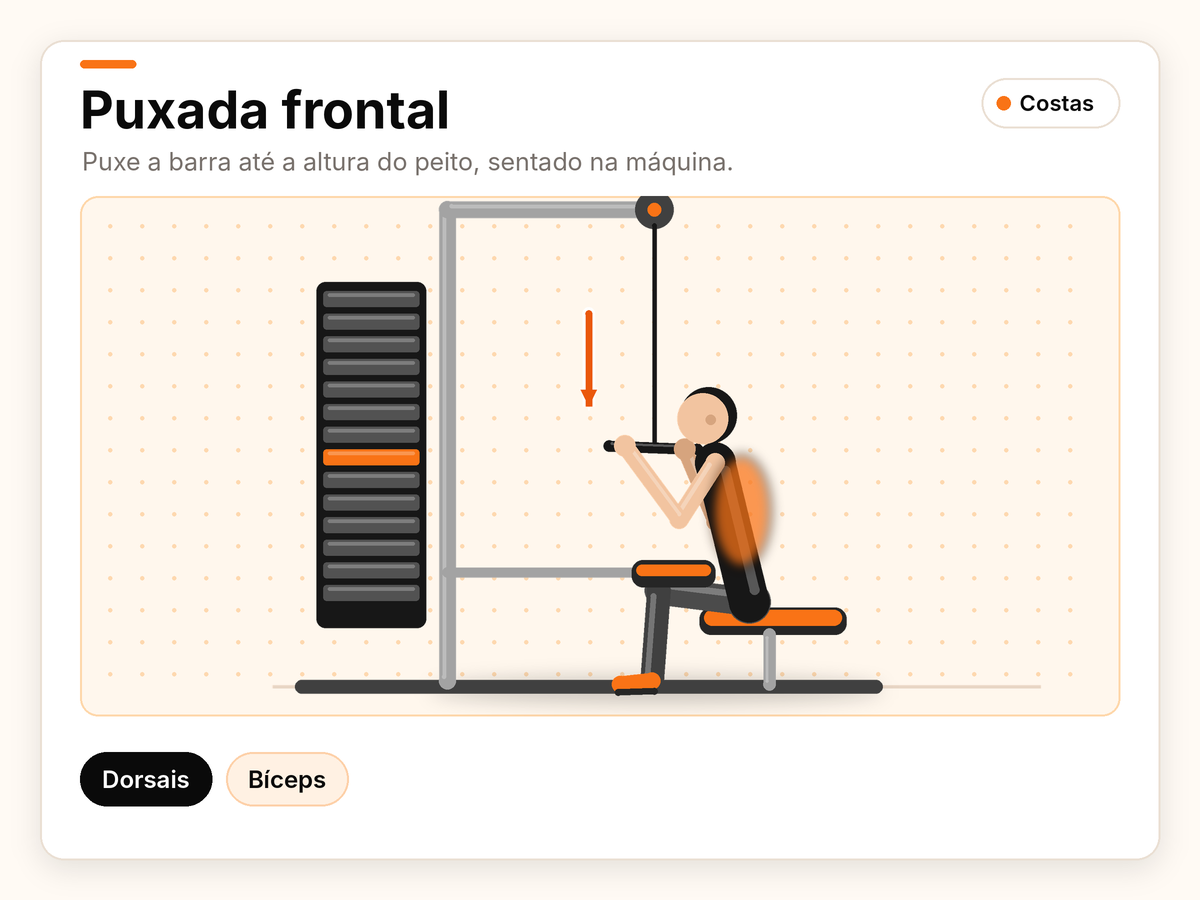 Puxada frontal
Costas
Puxe a barra até a altura do peito, sentado na máquina.
Dorsais
Bíceps